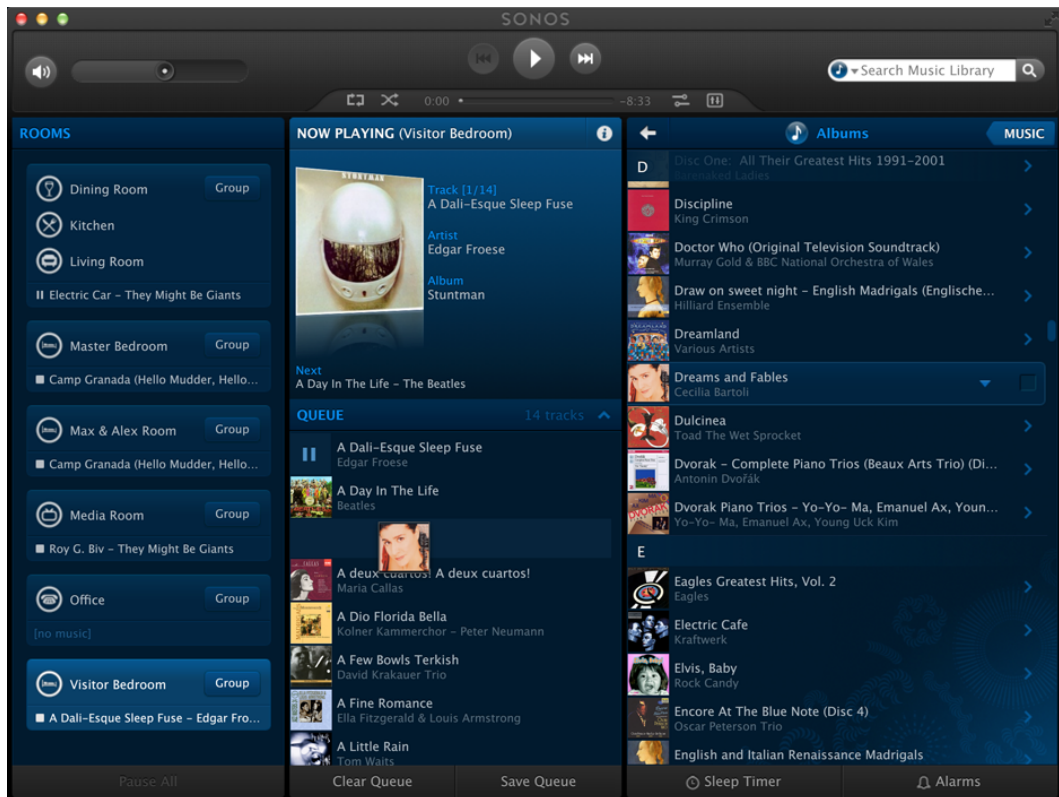 SONOS
Search Music Library
0:00
-8:33
ROOMS
Dining Room
Group
Kitchen
Living Room
Electric Car – They Might Be Giants
Master Bedroom
Group
Camp Granada (Hello Mudder, Hello...
Max & Alex Room
Group
Camp Granada (Hello Mudder, Hello...
Media Room
Group
Roy G. Biv – They Might Be Giants
Office
Group
[no music]
Visitor Bedroom
Group
A Dali-Esque Sleep Fuse – Edgar Fro...
Pause All
NOW PLAYING (Visitor Bedroom)
STUNTMAN
Track [1/14]
A Dali-Esque Sleep Fuse
Artist
Edgar Froese
Album
Stuntman
Next
A Day In The Life – The Beatles
QUEUE
14 tracks
A Dali-Esque Sleep Fuse
Edgar Froese
A Day In The Life
Beatles
A deux cuartos! A deux cuartos!
Maria Callas
A Dio Florida Bella
Kolner Kammerchor – Peter Neumann
A Few Bowls Terkish
David Krakauer Trio
A Fine Romance
Ella Fitzgerald & Louis Armstrong
A Little Rain
Tom Waits
Clear Queue
Save Queue
Albums
MUSIC
D
Disc One: All Their Greatest Hits 1991–2001
Barenaked Ladies
Discipline
King Crimson
Doctor Who (Original Television Soundtrack)
Murray Gold & BBC National Orchestra of Wales
Draw on sweet night – English Madrigals (Englische...
Hilliard Ensemble
Dreamland
Various Artists
Dreams and Fables
Cecilia Bartoli
Dulcinea
Toad The Wet Sprocket
Dvorak – Complete Piano Trios (Beaux Arts Trio) (Di...
Antonin Dvořák
Dvorak Piano Trios – Yo-Yo- Ma, Emanuel Ax, Youn...
Yo-Yo- Ma, Emanuel Ax, Young Uck Kim
E
Eagles Greatest Hits, Vol. 2
Eagles
Electric Cafe
Kraftwerk
Elvis, Baby
Rock Candy
Encore At The Blue Note (Disc 4)
Oscar Peterson Trio
English and Italian Renaissance Madrigals
Sleep Timer
Alarms